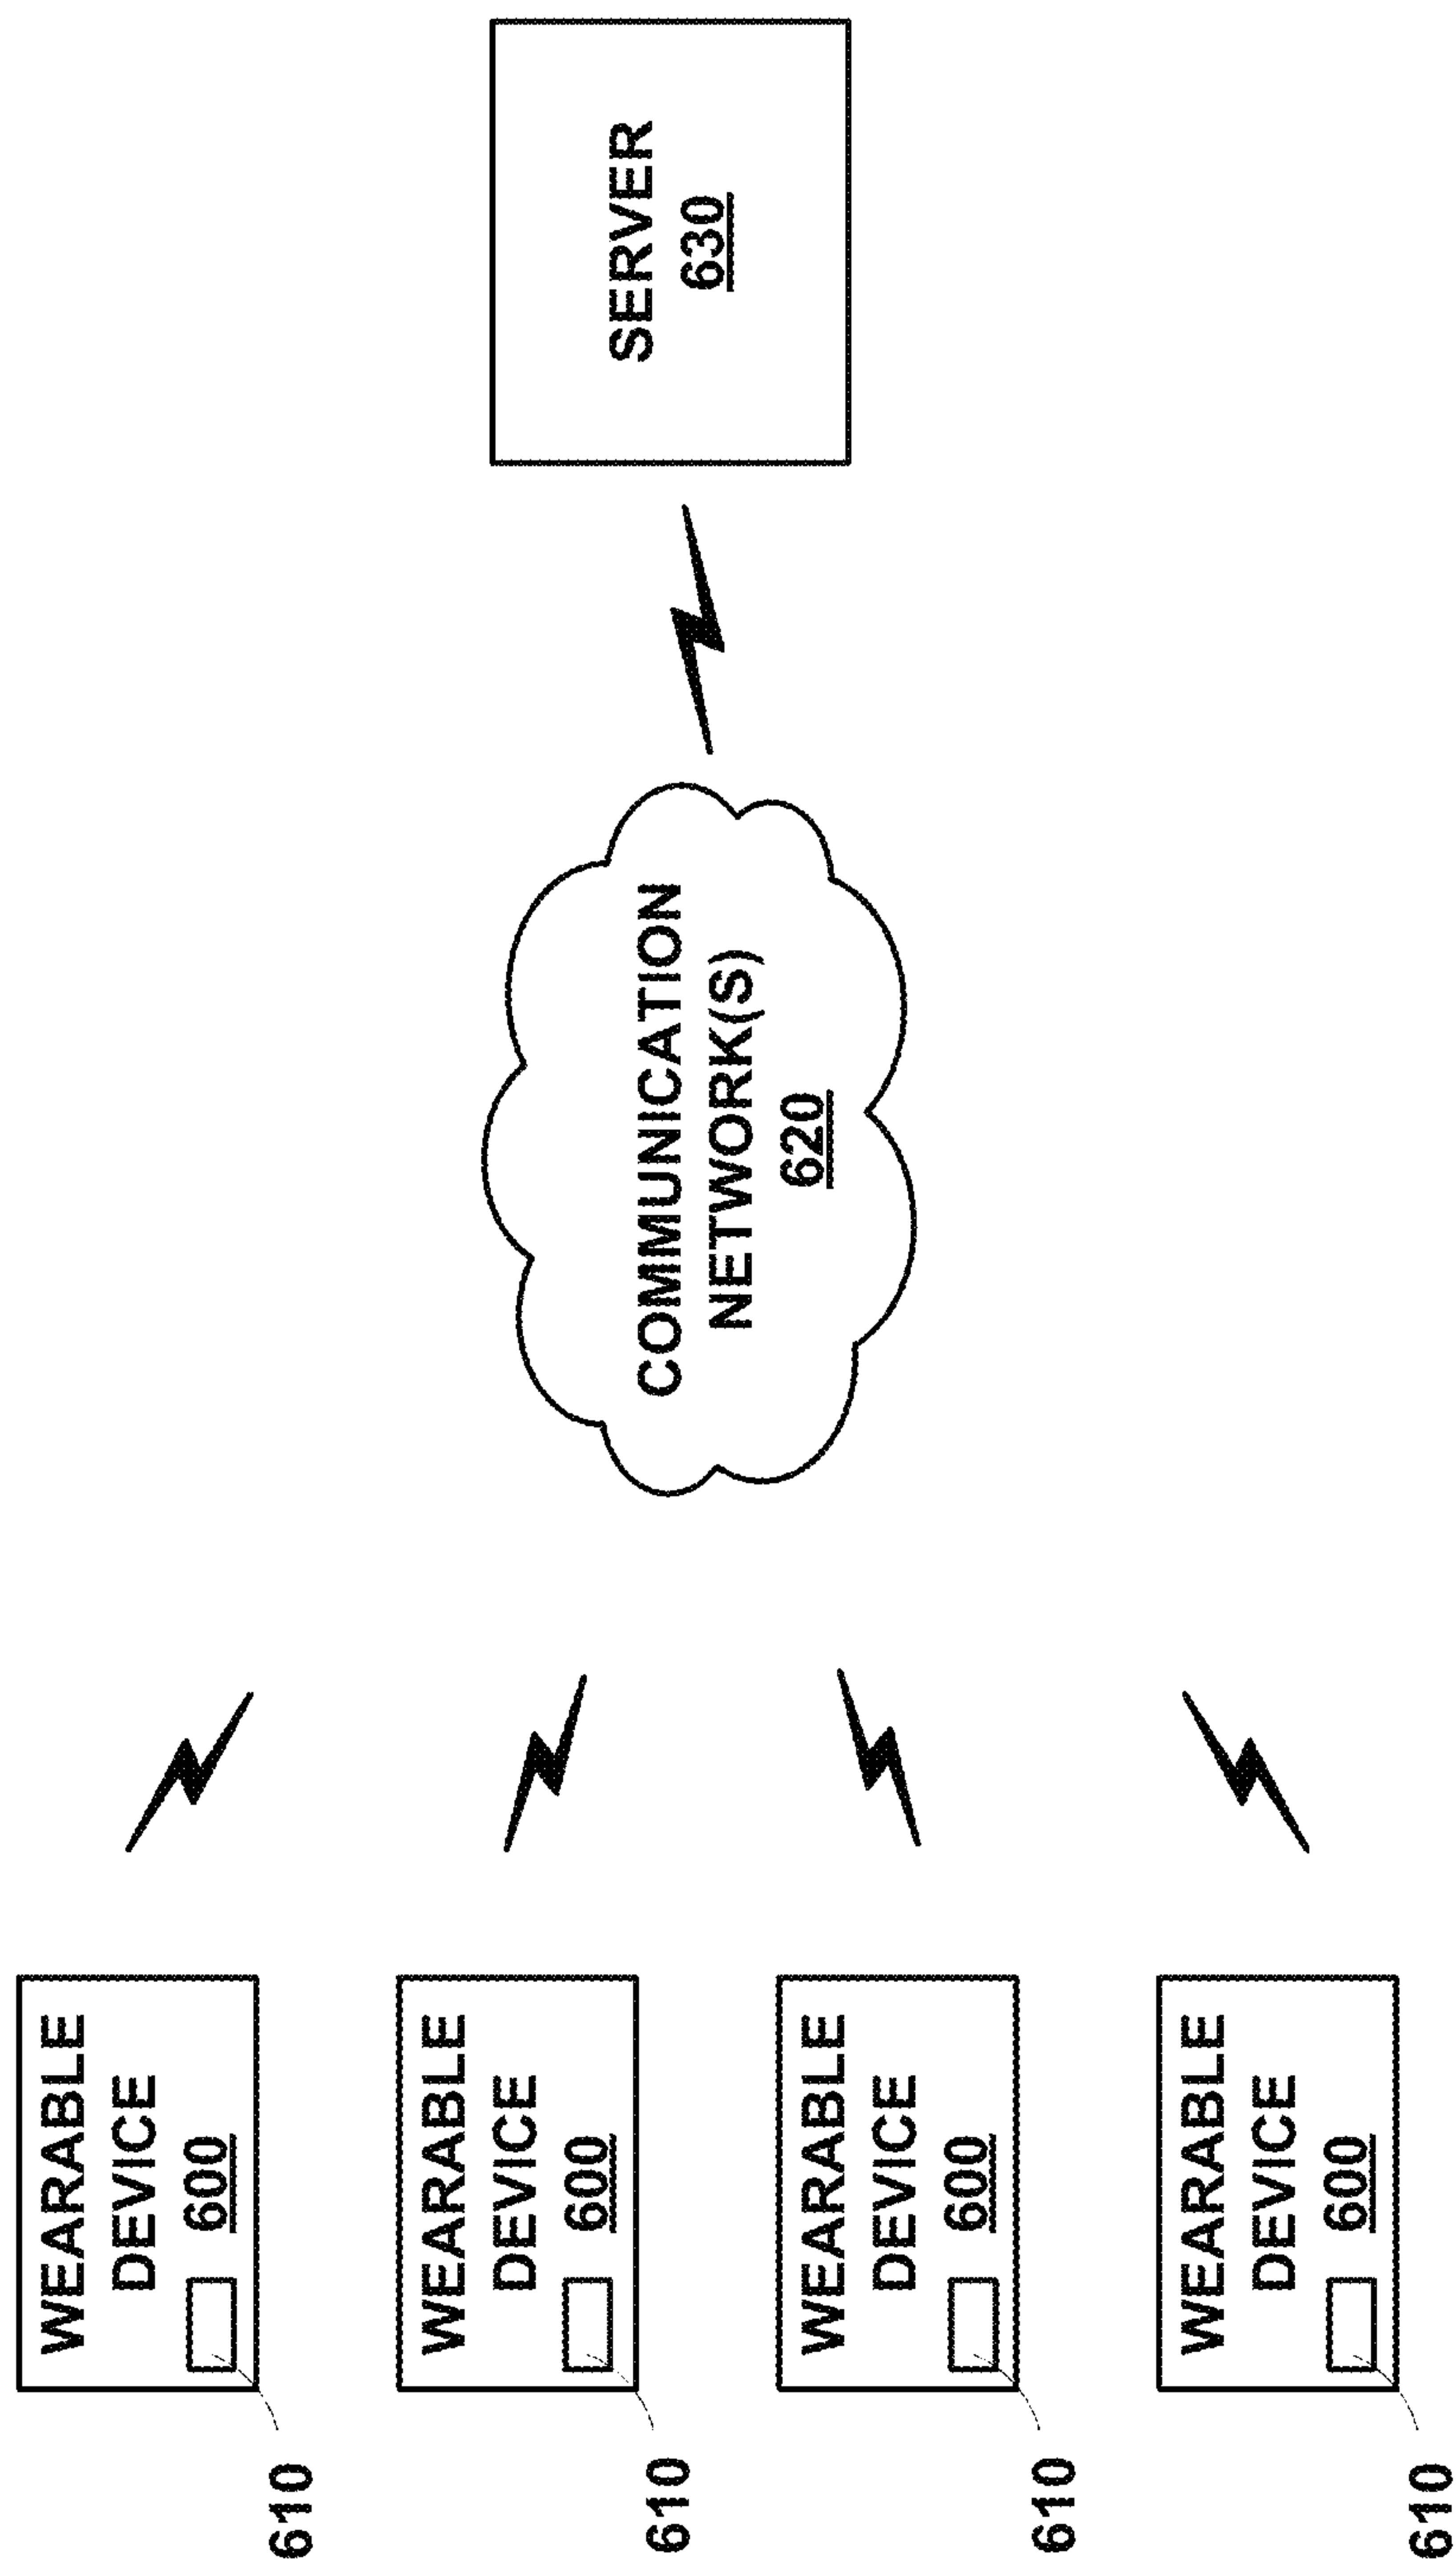 WEARABLE
DEVICE
600
610
WEARABLE
DEVICE
600
610
WEARABLE
DEVICE
600
610
WEARABLE
DEVICE
600
610
COMMUNICATION
NETWORK(S)
620
SERVER
630